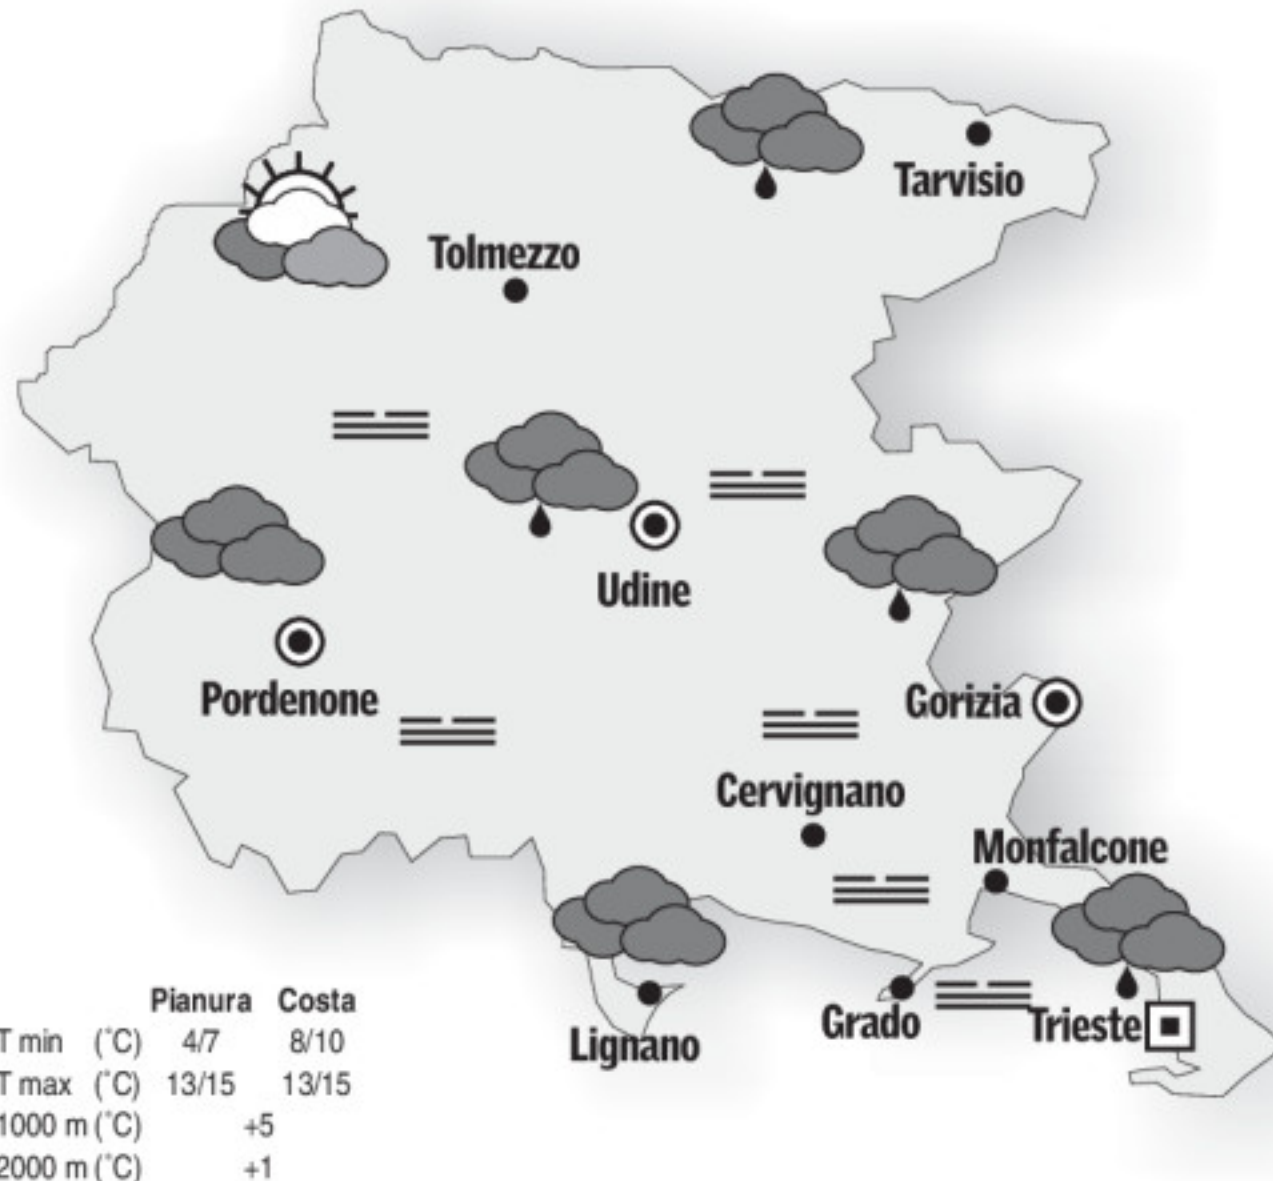 Tarvisio
Tolmezzo
Udine
Pordenone
Gorizia
Cervignano
Monfalcone
Grado
Trieste
Lignano
Pianura Costa
T min (°C) 4/7 8/10
T max (°C) 13/15 13/15
1000 m (°C) +5
2000 m (°C) +1